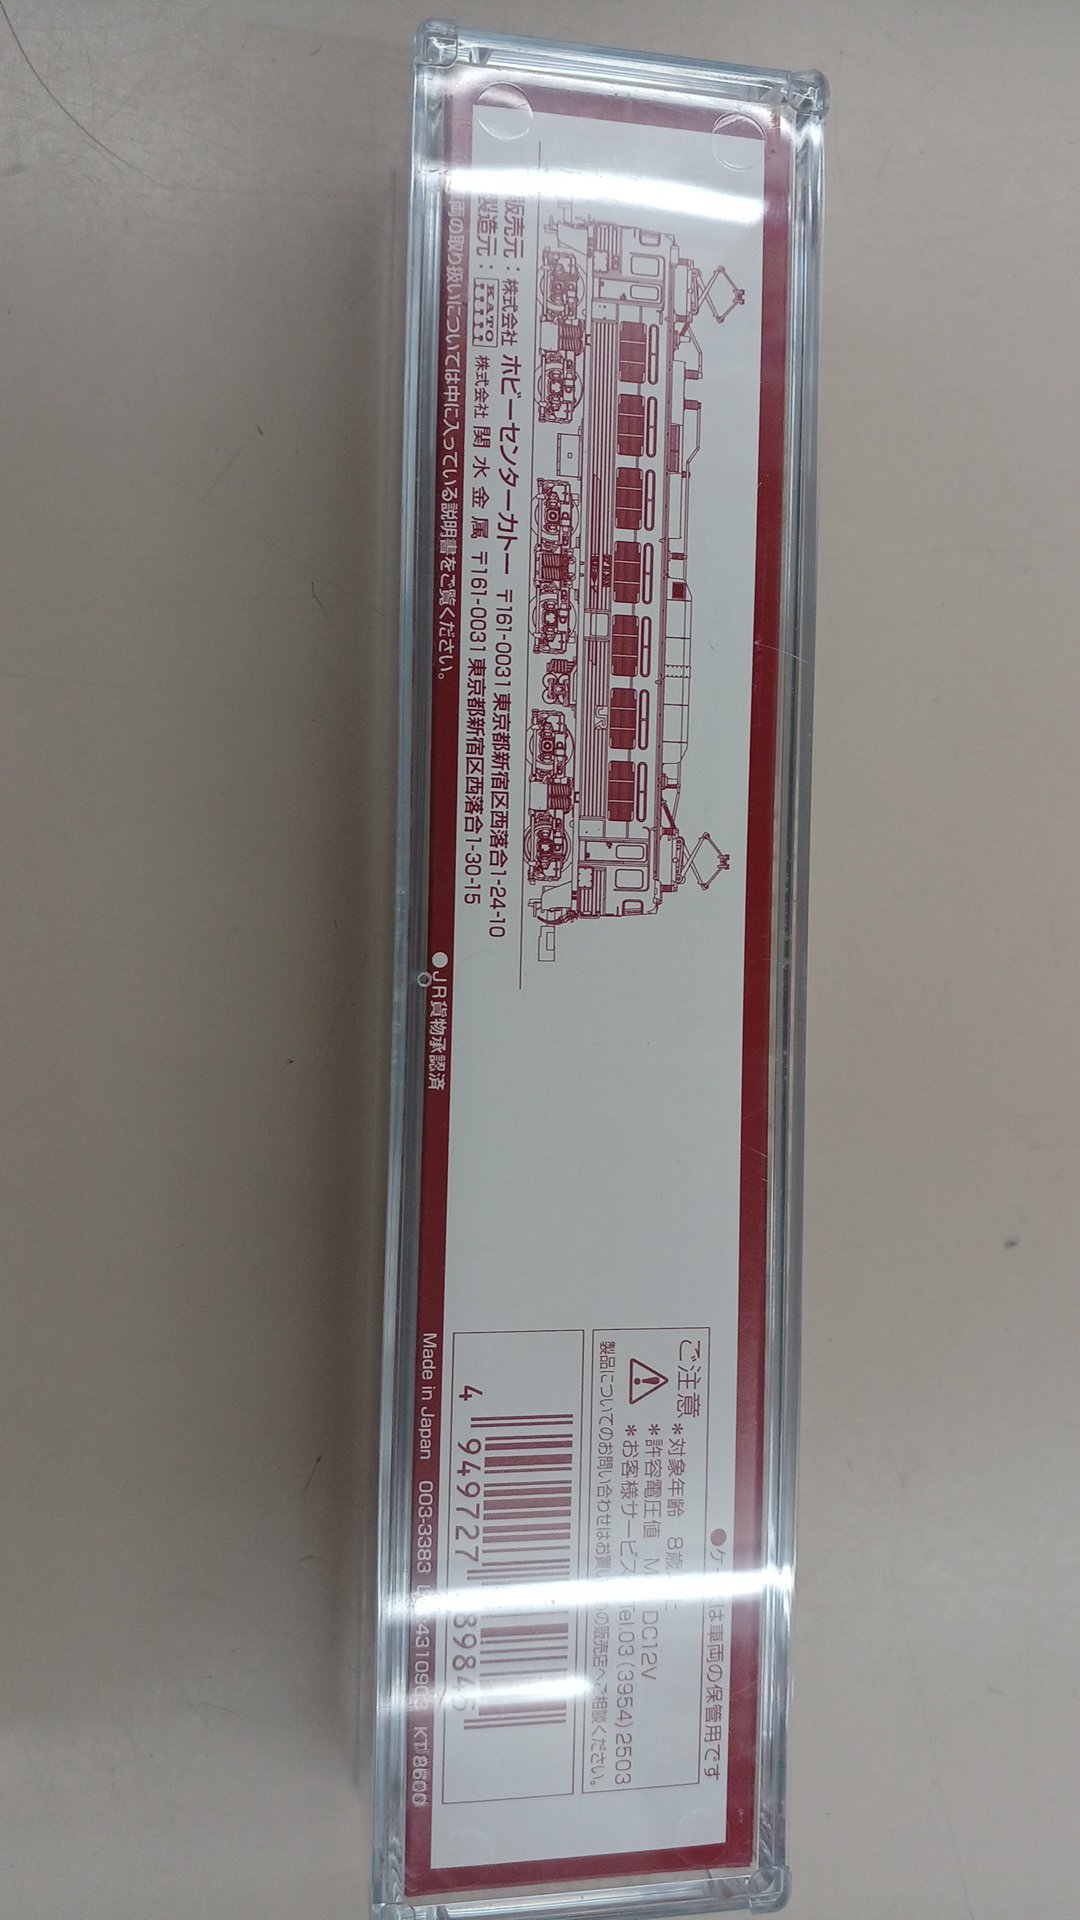 ●ケースは車両の保管用です
ご注意
*対象年齢 8歳
*許容電圧値 DC12V
*お客様サービス Tel.03(3954)2503
製品についてのお問い合わせはお買い の販売店へご相談ください。
JR
販売元：株式会社 ホビーセンターカトー 〒161-0031 東京都新宿区西落合1-24-10
製造元：KATO 株式会社 関水金属 〒161-0031 東京都新宿区西落合1-30-15
4 949727
両の取り扱いについては中に入っている説明書をご覧ください。
●JR貨物承認済
Made in Japan 003-3383 KT8600